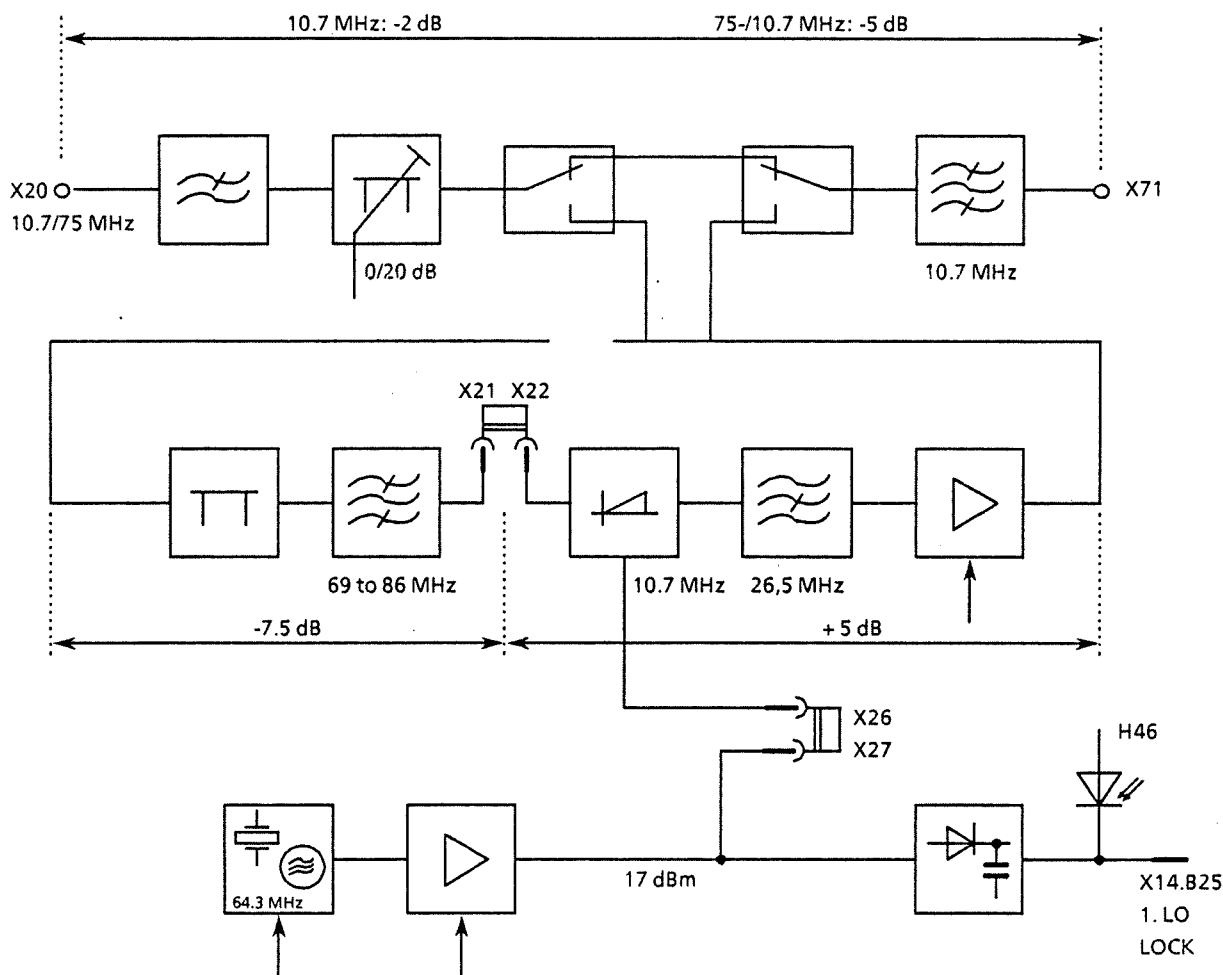 10.7 MHz: -2 dB
75-/10.7 MHz: -5 dB
X20
10.7/75 MHz
0/20 dB
10.7 MHz
X71
X21 X22
69 to 86 MHz
10.7 MHz
26,5 MHz
-7.5 dB
+ 5 dB
X26
X27
H46
64.3 MHz
17 dBm
X14.B25
1. LO
LOCK